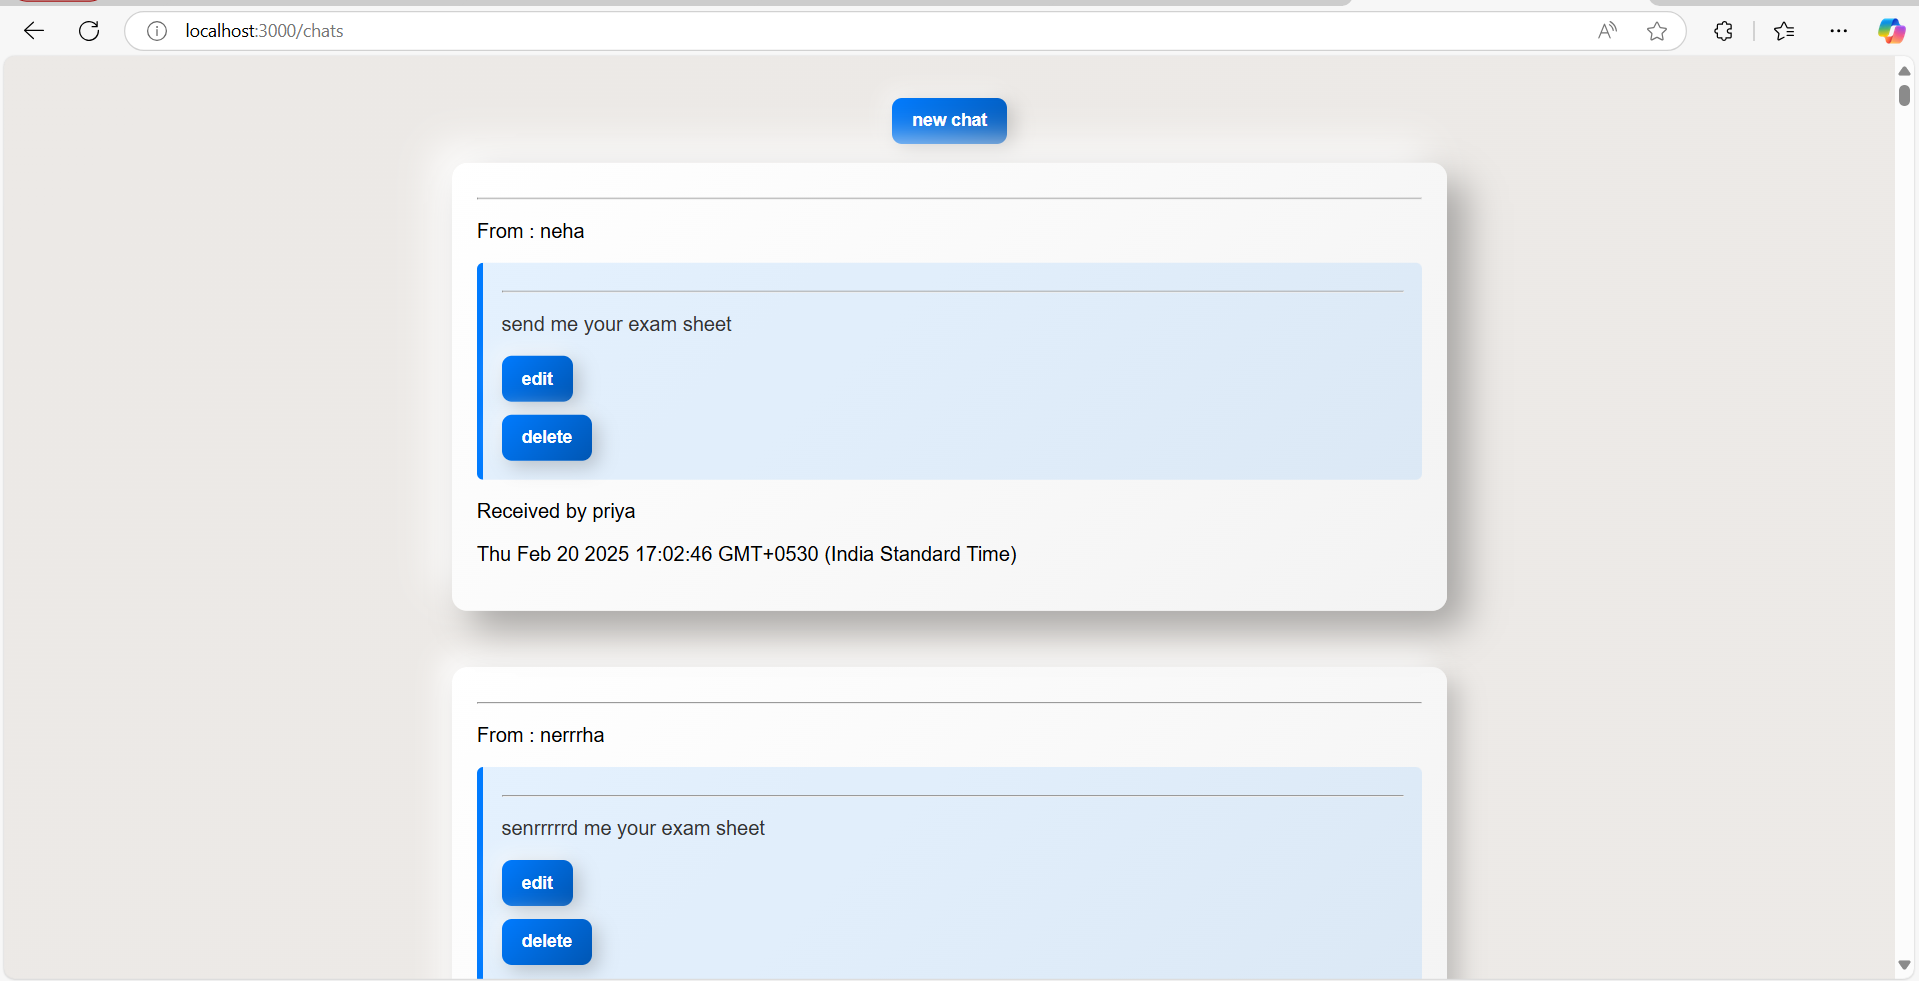 localhost:3000/chats
new chat
From : neha
send me your exam sheet
edit
delete
Received by priya
Thu Feb 20 2025 17:02:46 GMT+0530 (India Standard Time)
From : nerrrha
senrrrrrd me your exam sheet
edit
delete